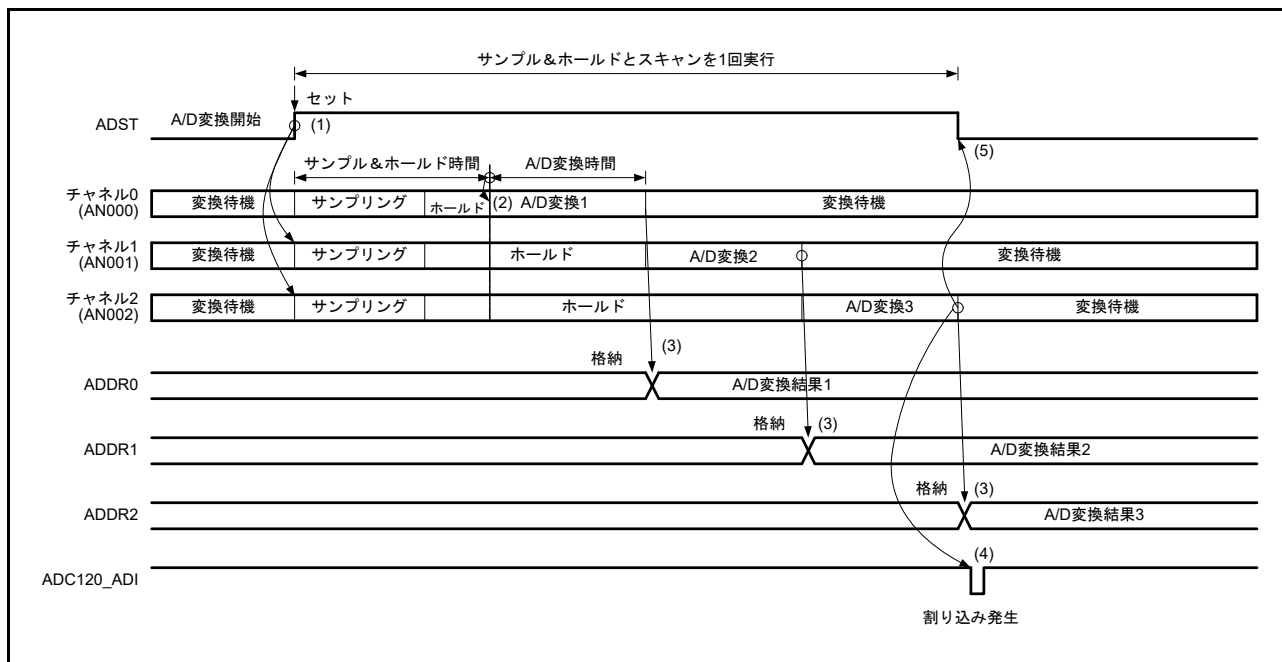 サンプル＆ホールドとスキャンを1回実行
セット
ADST
A/D変換開始
(1)
(5)
サンプル＆ホールド時間
A/D変換時間
チャネル0
(AN000)
変換待機
サンプリング
ホールド
(2)
A/D変換1
変換待機
チャネル1
(AN001)
変換待機
サンプリング
ホールド
A/D変換2
変換待機
チャネル2
(AN002)
変換待機
サンプリング
ホールド
A/D変換3
変換待機
格納
(3)
ADDR0
A/D変換結果1
格納
(3)
ADDR1
A/D変換結果2
格納
(3)
ADDR2
A/D変換結果3
(4)
ADC120_ADI
割り込み発生